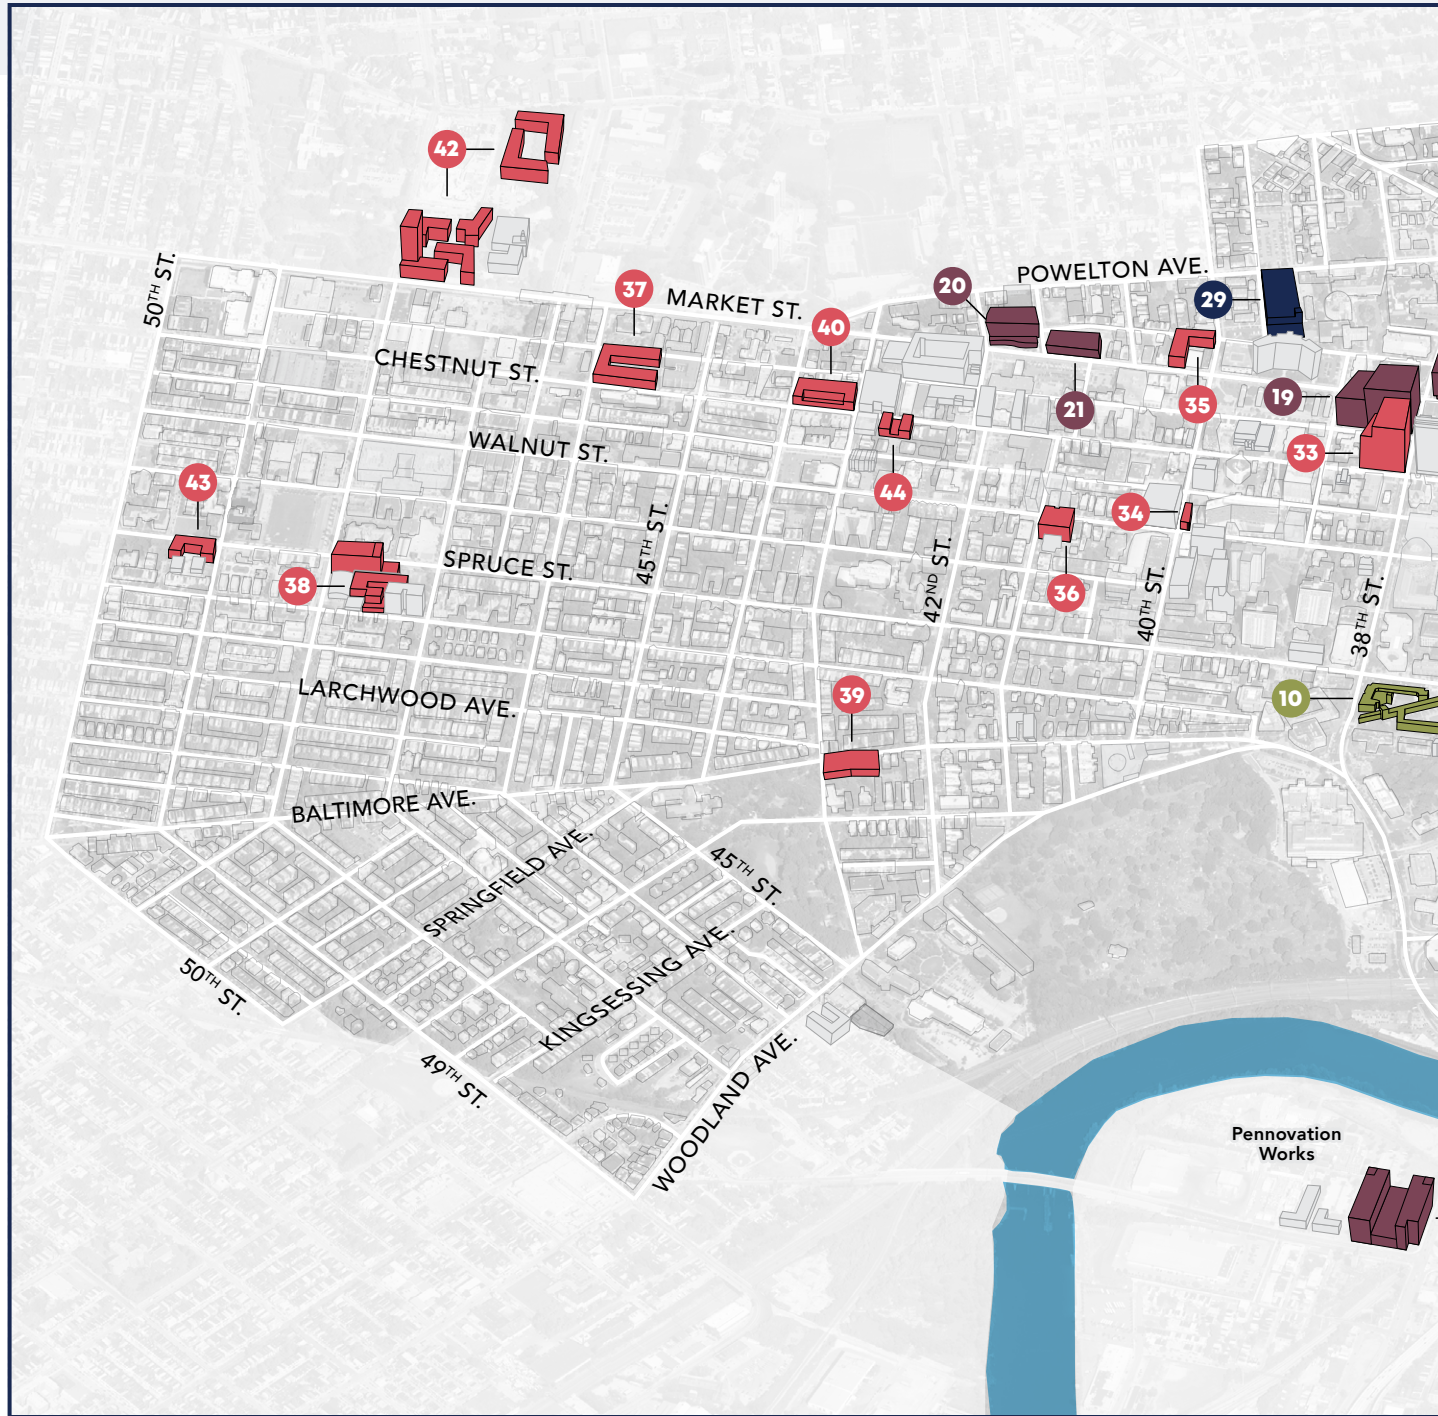 42
50TH ST.
37
MARKET ST.
20
POWELTON AVE.
29
40
CHESTNUT ST.
21
35
19
WALNUT ST.
33
43
44
34
45TH ST.
SPRUCE ST.
38
42ND ST.
36
40TH ST.
38TH ST.
LARCHWOOD AVE.
39
10
BALTIMORE AVE.
SPRINGFIELD AVE.
45TH ST.
KINGSESSING AVE.
50TH ST.
49TH ST.
WOODLAND AVE.
Pennovation
Works